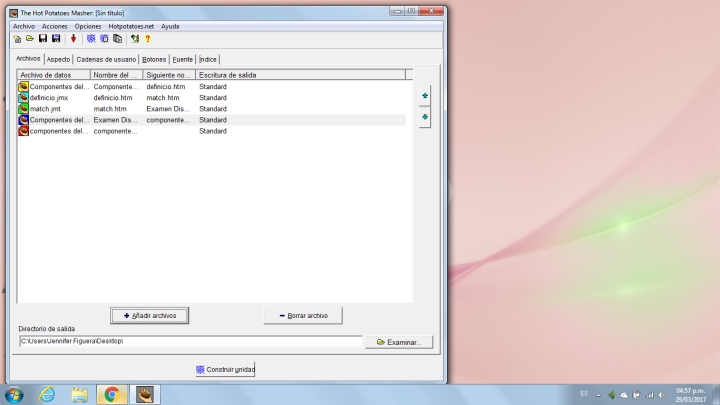 The Hot Potatoes Masher: [Sin título]
Archivo Acciones Opciones Hotpotatoes.net Ayuda
Archivos Aspecto Cadenas de usuario Botones Fuente Índice
Archivo de datos Nombre del ... Siguiente no... Escritura de salida
Componentes del... Componente... definicio.htm Standard
definicio.jmx definicio.htm match.htm Standard
match.jmt match.htm Examen Dis... Standard
Componentes del... Examen Dis... componente... Standard
componentes del... componente... Standard
Añadir archivos Borrar archivo
Directorio de salida
C:\Users\Jennifer Figuera\Desktop\ Examinar...
Construir unidad
ES 04:57 p.m.
29/03/2017